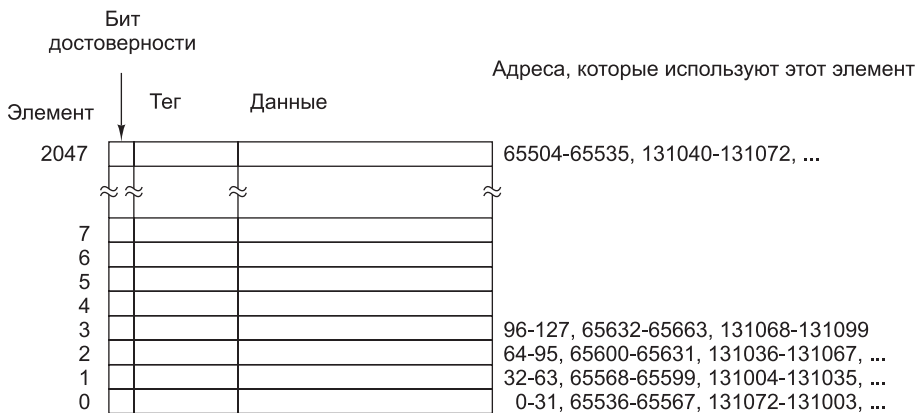 Бит
достоверности
Адреса, которые используют этот элемент
Элемент Тег Данные
2047 65504-65535, 131040-131072, ...
7
6
5
4
3 96-127, 65632-65663, 131068-131099
2 64-95, 65600-65631, 131036-131067, ...
1 32-63, 65568-65599, 131004-131035, ...
0 0-31, 65536-65567, 131072-131003, ...